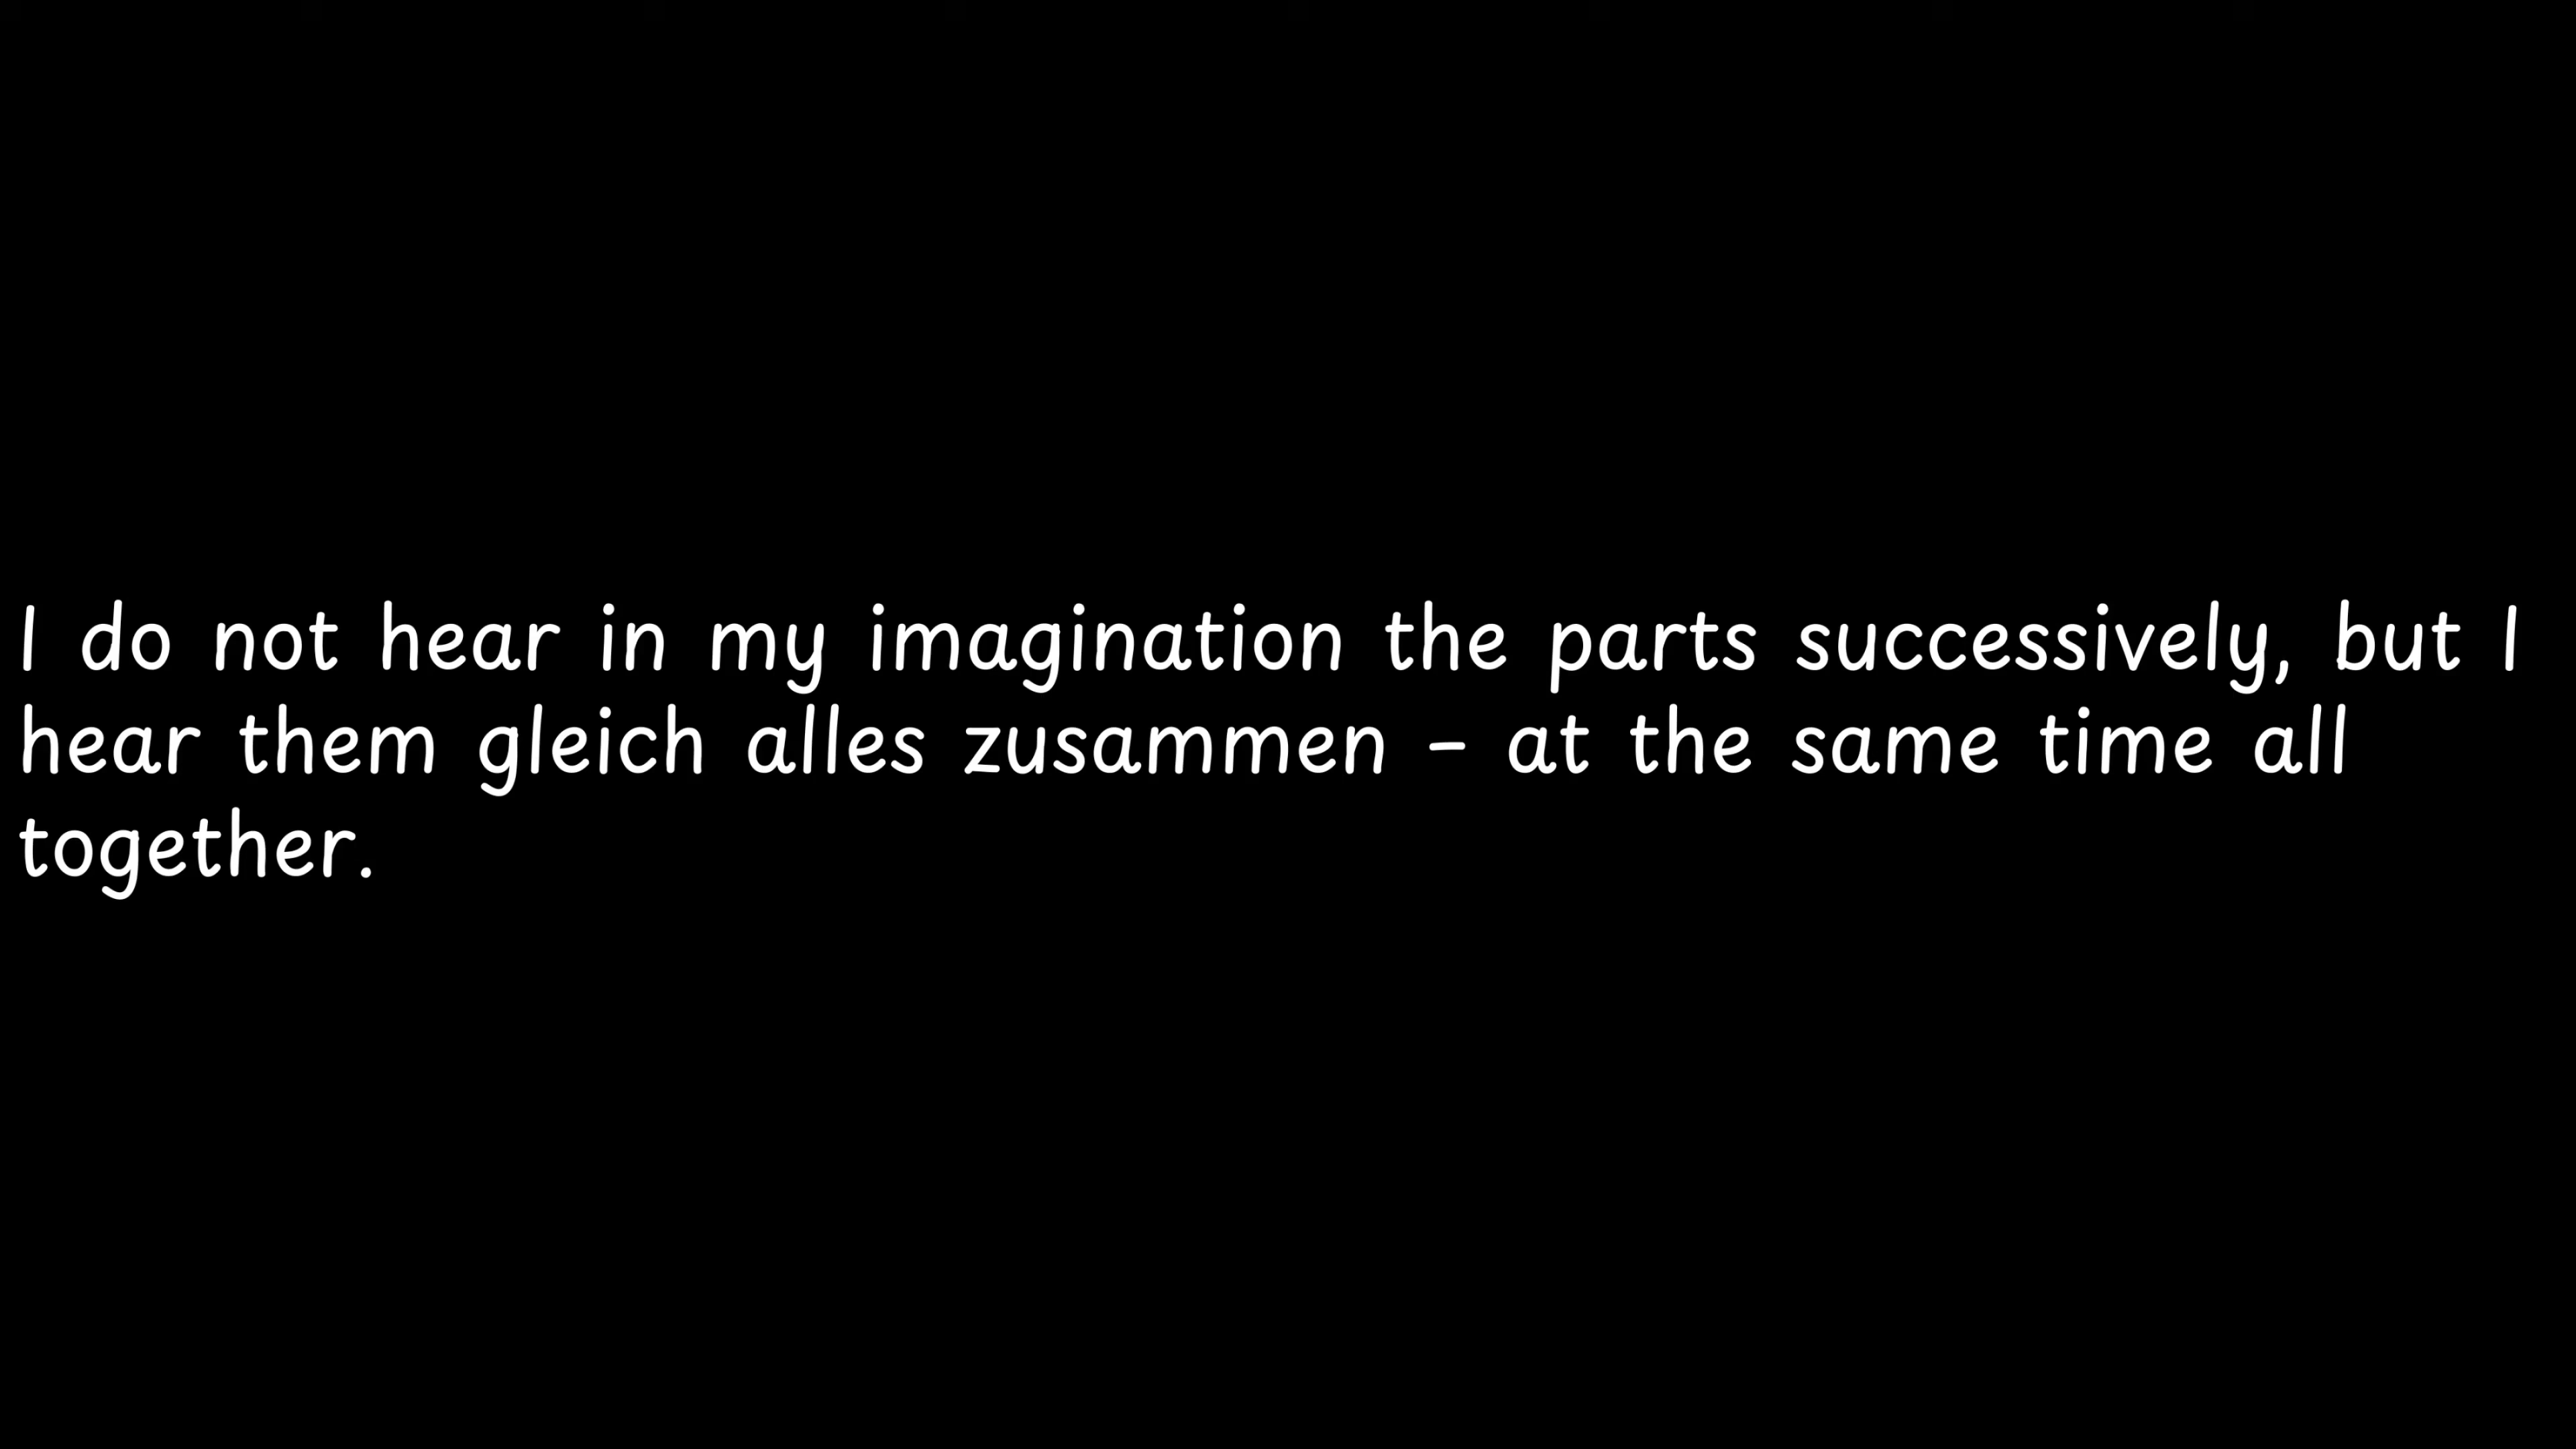 I do not hear in my imagination the parts successively, but I
hear them gleich alles zusammen - at the same time all
together.